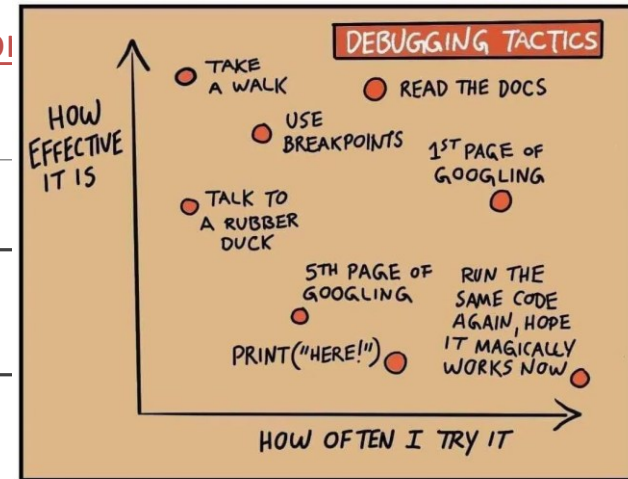 DEBUGGING TACTICS
TAKE
A WALK
READ THE DOCS
HOW
EFFECTIVE
IT IS
USE
BREAKPOINTS
1ST PAGE OF
GOOGLING
TALK TO
A RUBBER
DUCK
5TH PAGE OF
GOOGLING
RUN THE
SAME CODE
AGAIN, HOPE
IT MAGICALLY
WORKS NOW
PRINT("HERE!")
HOW OFTEN I TRY IT